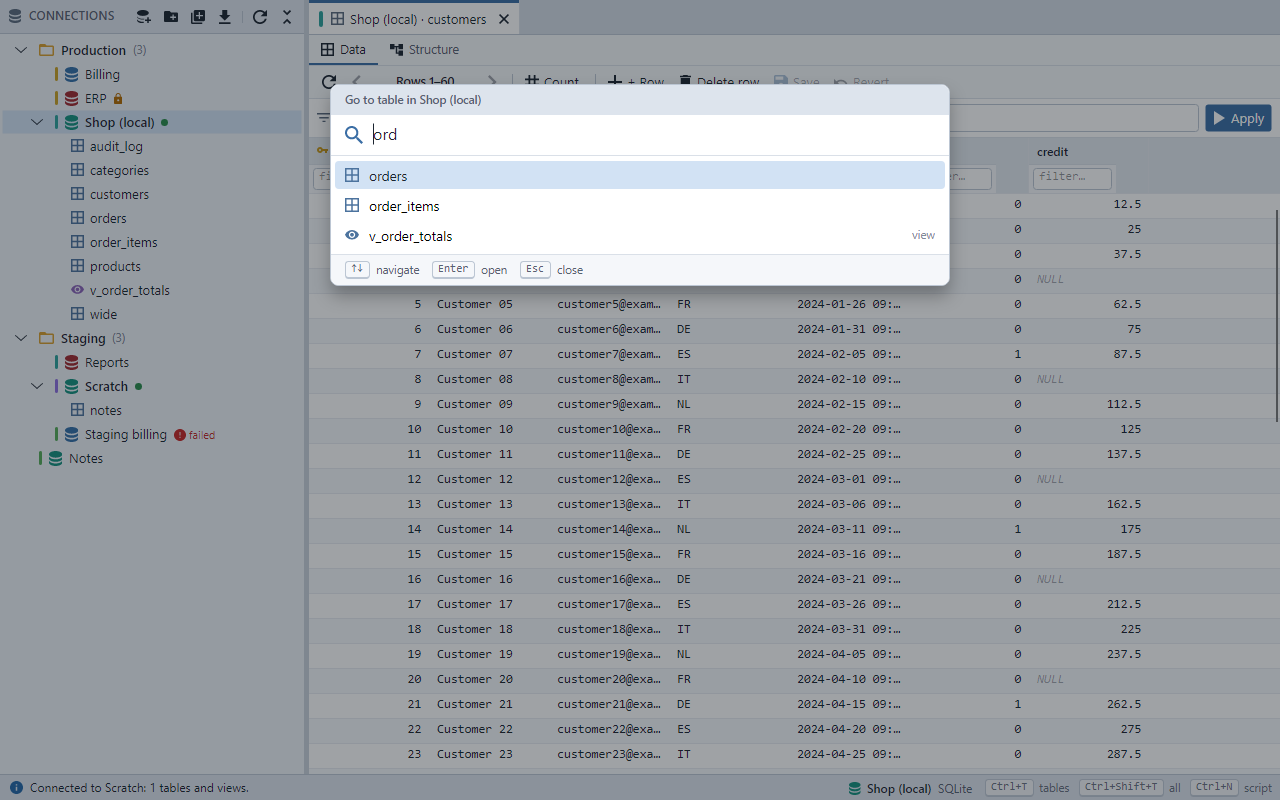 CONNECTIONS
Production (3)
Billing
ERP
Shop (local)
audit_log
categories
customers
orders
order_items
products
v_order_totals
wide
Staging (3)
Reports
Scratch
notes
Staging billing failed
Notes
Shop (local) · customers
Data Structure
Rows 1–60 Count + Row Delete row Save Revert
Apply
Go to table in Shop (local)
ord
orders
order_items
v_order_totals view
↑↓ navigate Enter open Esc close
credit
filter…
0 12.5
0 25
0 37.5
0 NULL
5 Customer 05 customer5@exam… FR 2024-01-26 09:… 0 62.5
6 Customer 06 customer6@exam… DE 2024-01-31 09:… 0 75
7 Customer 07 customer7@exam… ES 2024-02-05 09:… 1 87.5
8 Customer 08 customer8@exam… IT 2024-02-10 09:… 0 NULL
9 Customer 09 customer9@exam… NL 2024-02-15 09:… 0 112.5
10 Customer 10 customer10@exa… FR 2024-02-20 09:… 0 125
11 Customer 11 customer11@exa… DE 2024-02-25 09:… 0 137.5
12 Customer 12 customer12@exa… ES 2024-03-01 09:… 0 NULL
13 Customer 13 customer13@exa… IT 2024-03-06 09:… 0 162.5
14 Customer 14 customer14@exa… NL 2024-03-11 09:… 1 175
15 Customer 15 customer15@exa… FR 2024-03-16 09:… 0 187.5
16 Customer 16 customer16@exa… DE 2024-03-21 09:… 0 NULL
17 Customer 17 customer17@exa… ES 2024-03-26 09:… 0 212.5
18 Customer 18 customer18@exa… IT 2024-03-31 09:… 0 225
19 Customer 19 customer19@exa… NL 2024-04-05 09:… 0 237.5
20 Customer 20 customer20@exa… FR 2024-04-10 09:… 0 NULL
21 Customer 21 customer21@exa… DE 2024-04-15 09:… 1 262.5
22 Customer 22 customer22@exa… ES 2024-04-20 09:… 0 275
23 Customer 23 customer23@exa… IT 2024-04-25 09:… 0 287.5
Connected to Scratch: 1 tables and views.
Shop (local) SQLite Ctrl+T tables Ctrl+Shift+T all Ctrl+N script